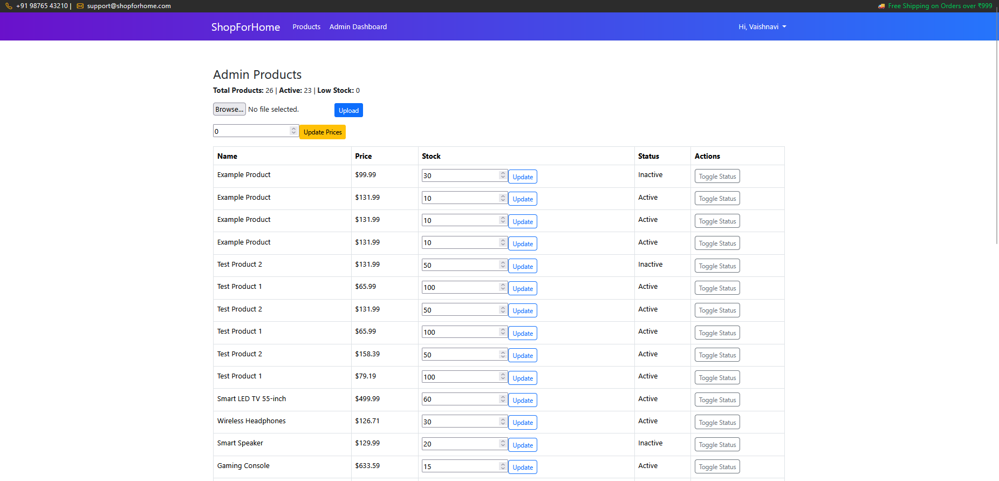 +91 98765 43210 | support@shopforhome.com Free Shipping on Orders over ₹999
ShopForHome Products Admin Dashboard Hi, Vaishnavi
Admin Products
Total Products: 26 | Active: 23 | Low Stock: 0
Browse... No file selected. Upload
0 Update Prices
Name Price Stock Status Actions
Example Product $99.99 30 Update Inactive Toggle Status
Example Product $131.99 10 Update Active Toggle Status
Example Product $131.99 10 Update Active Toggle Status
Example Product $131.99 10 Update Active Toggle Status
Test Product 2 $131.99 50 Update Inactive Toggle Status
Test Product 1 $65.99 100 Update Active Toggle Status
Test Product 2 $131.99 50 Update Active Toggle Status
Test Product 1 $65.99 100 Update Active Toggle Status
Test Product 2 $158.39 50 Update Active Toggle Status
Test Product 1 $79.19 100 Update Active Toggle Status
Smart LED TV 55-inch $499.99 60 Update Active Toggle Status
Wireless Headphones $126.71 30 Update Active Toggle Status
Smart Speaker $129.99 20 Update Inactive Toggle Status
Gaming Console $633.59 15 Update Active Toggle Status